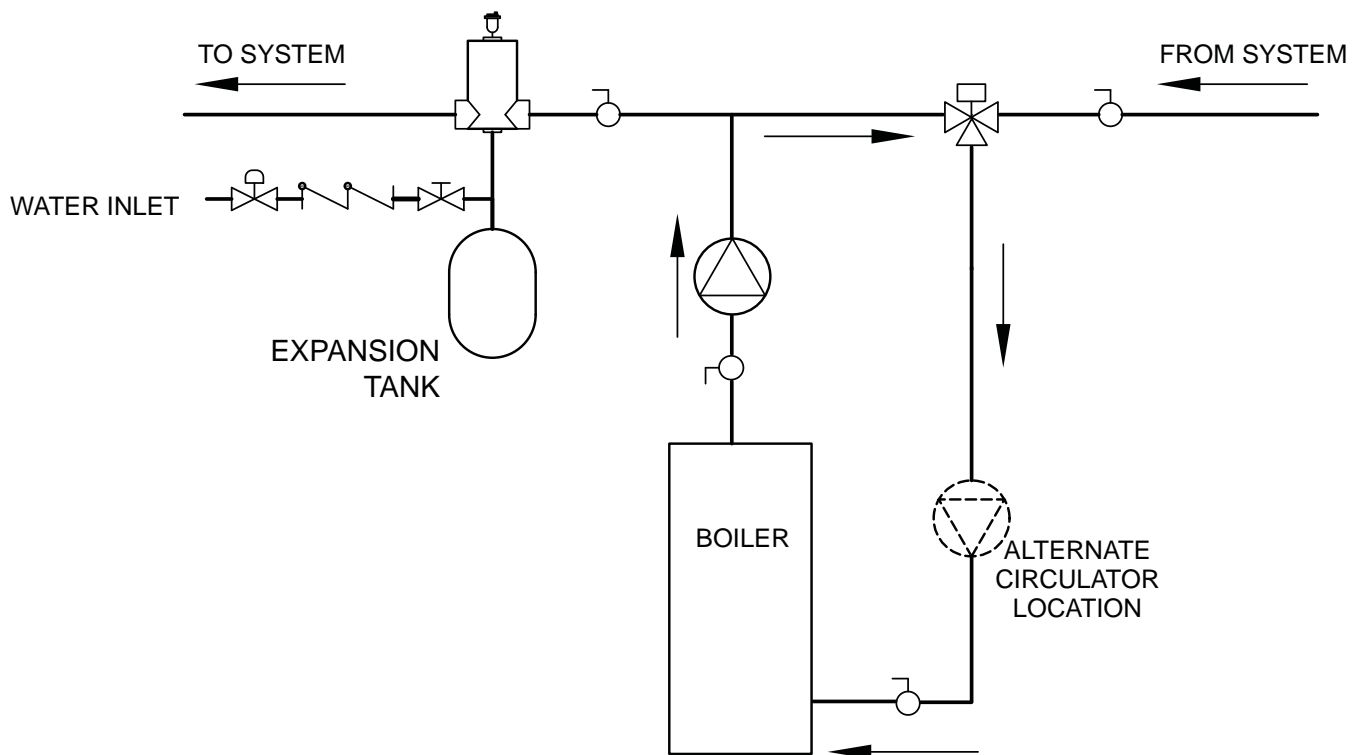 TO SYSTEM
FROM SYSTEM
WATER INLET
EXPANSION
TANK
BOILER
ALTERNATE
CIRCULATOR
LOCATION